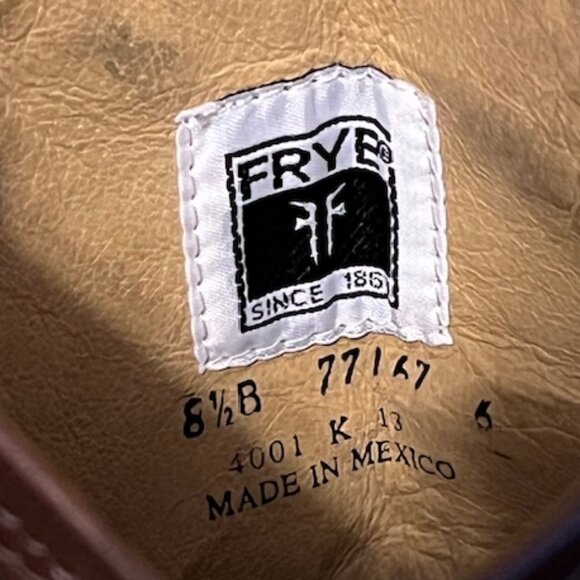 FRYE®
SINCE 1863
8½B 77167 6
4001 K 13
MADE IN MEXICO